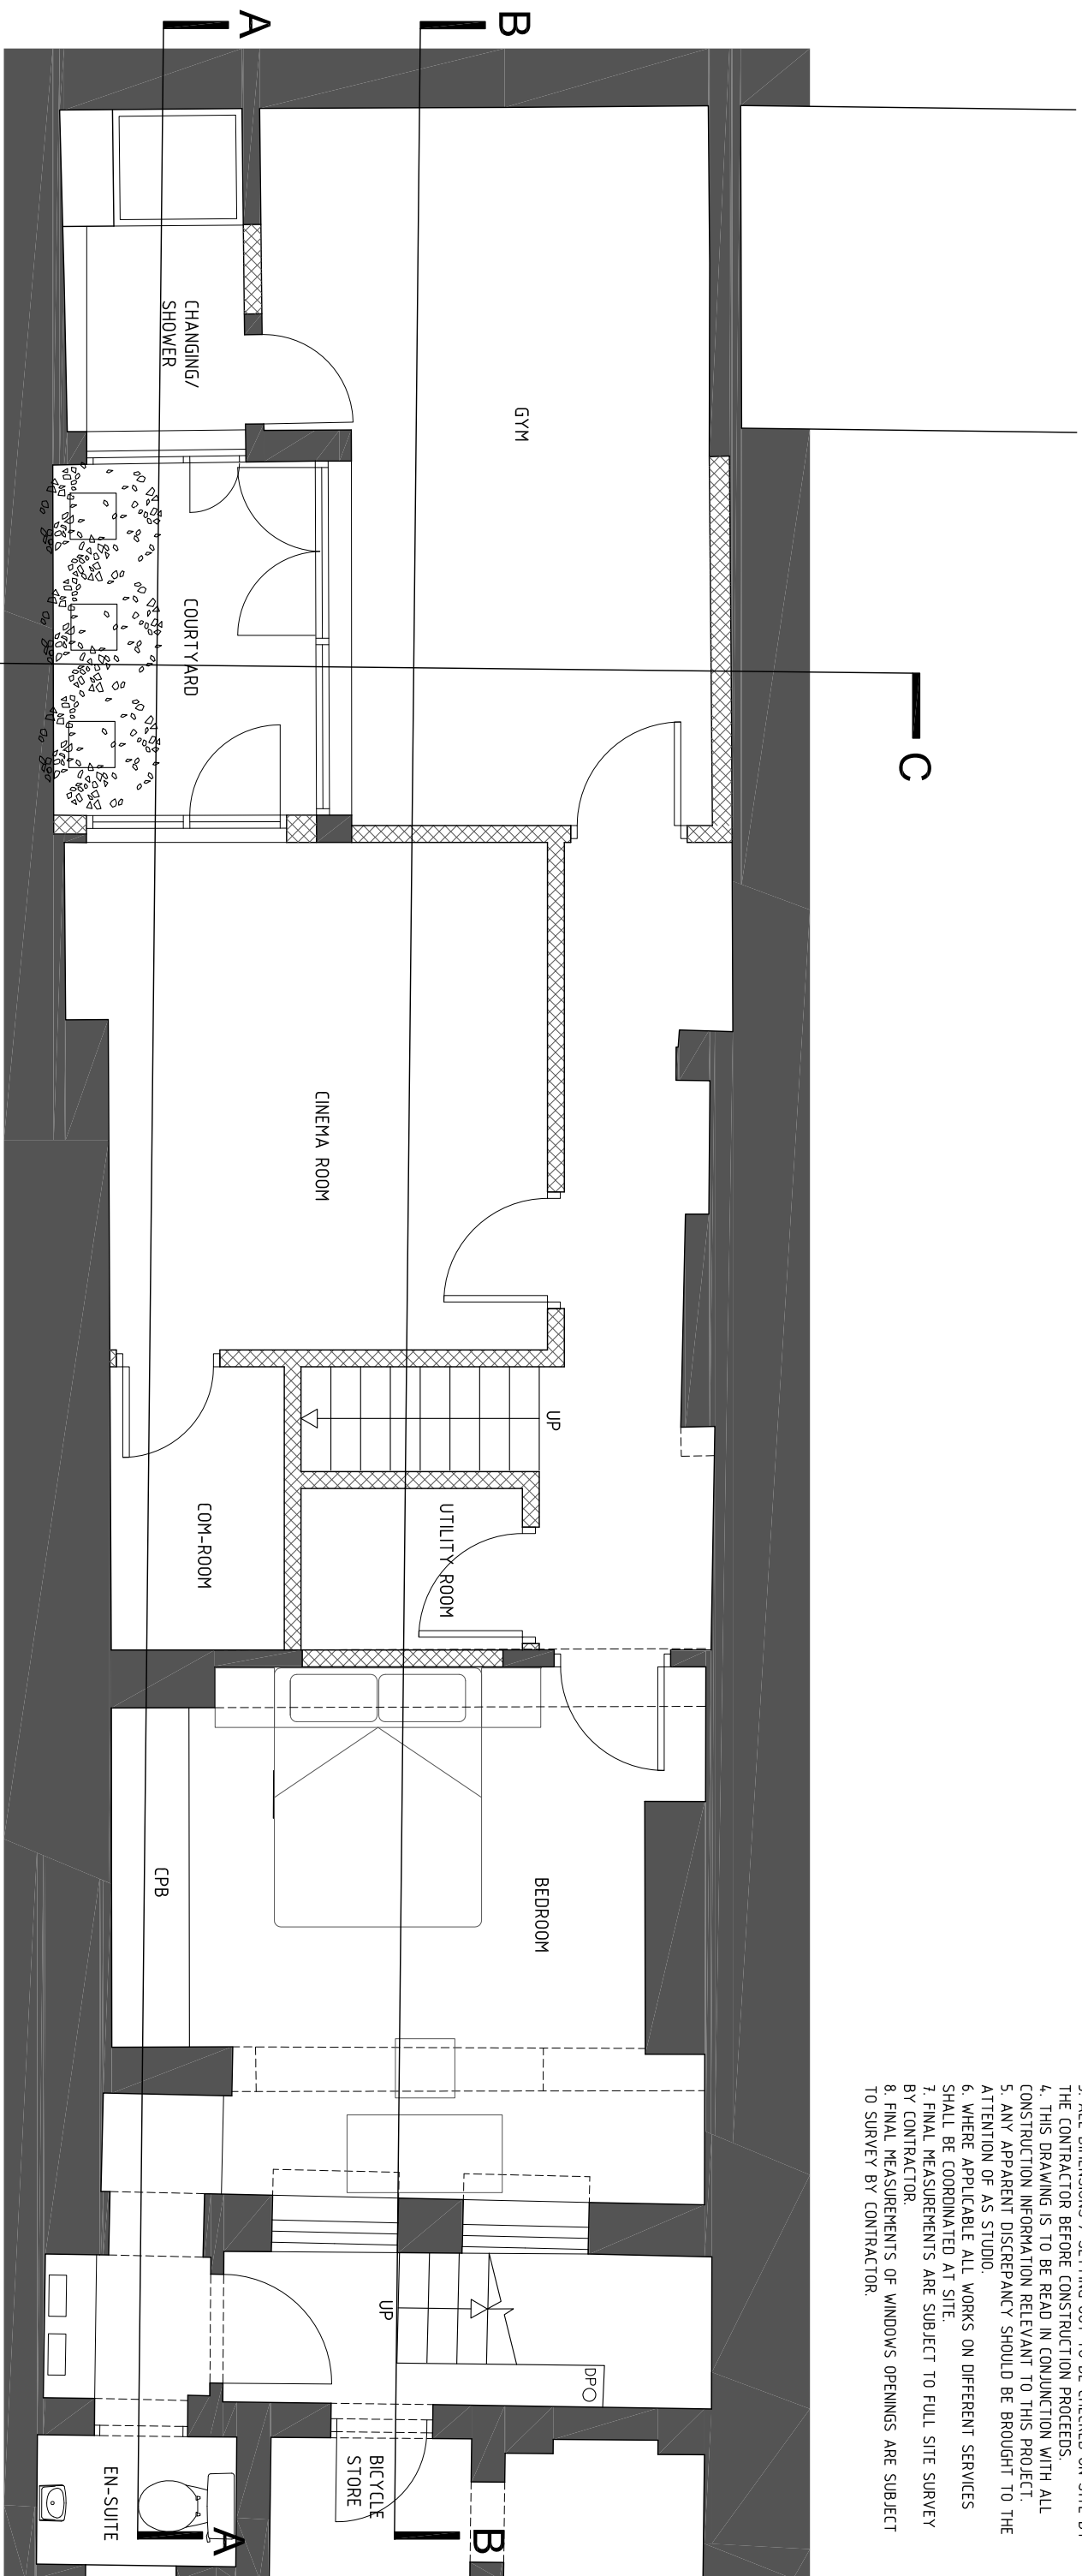 A
B
CHANGING/
SHOWER
GYM
COURTYARD
C
CINEMA ROOM
UP
COM-ROOM
UTILITY ROOM
CPB
BEDROOM
UP
DP
BICYCLE
STORE
EN-SUITE
A
B
THE CONTRACTOR BEFORE CONSTRUCTION PROCEEDS.
4. THIS DRAWING IS TO BE READ IN CONJUNCTION WITH ALL
CONSTRUCTION INFORMATION RELEVANT TO THIS PROJECT.
5. ANY APPARENT DISCREPANCY SHOULD BE BROUGHT TO THE
ATTENTION OF AS STUDIO.
6. WHERE APPLICABLE ALL WORKS ON DIFFERENT SERVICES
SHALL BE COORDINATED AT SITE.
7. FINAL MEASUREMENTS ARE SUBJECT TO FULL SITE SURVEY
BY CONTRACTOR.
8. FINAL MEASUREMENTS OF WINDOWS OPENINGS ARE SUBJECT
TO SURVEY BY CONTRACTOR.